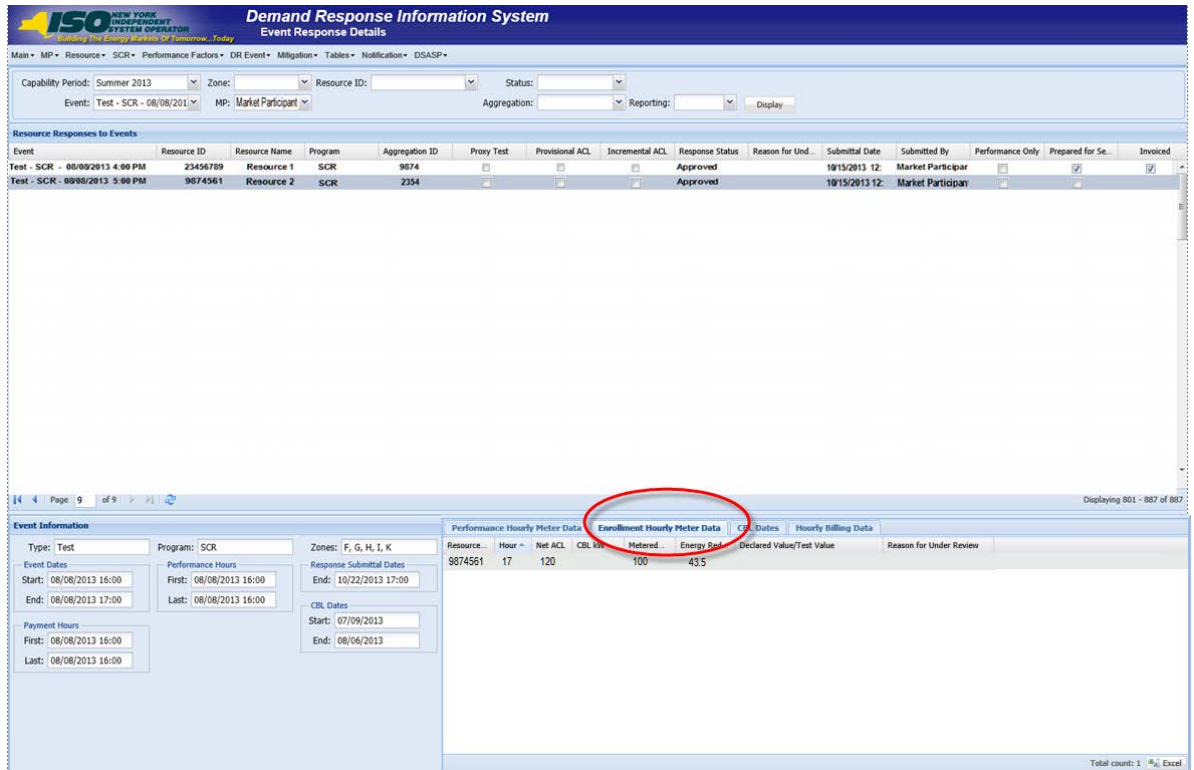 NEW YORK
INDEPENDENT
SYSTEM OPERATOR
ISO
Building The Energy Markets Of Tomorrow...Today
Demand Response Information System
Event Response Details
Main MP Resource SCR Performance Factors DR Event Mitigation Tables Notification DSASP
Capability Period: Summer 2013 Zone: Resource ID: Status:
Event: Test - SCR - 08/08/201 MP: Market Participant Aggregation: Reporting: Display
Resource Responses to Events
Event Resource ID Resource Name Program Aggregation ID Proxy Test Provisional ACL Incremental ACL Response Status Reason for Und... Submittal Date Submitted By Performance Only Prepared for Se... Invoiced
Test - SCR - 08/08/2013 4:00 PM 23456789 Resource 1 SCR 9874 Approved 10/15/2013 12: Market Participar
Test - SCR - 08/08/2013 5:00 PM 9874561 Resource 2 SCR 2354 Approved 10/15/2013 12: Market Participan
Page 9 of 9 Displaying 801 - 887 of 887
Event Information
Type: Test Program: SCR Zones: F, G, H, I, K
Event Dates Performance Hours Response Submittal Dates
Start: 08/08/2013 16:00 First: 08/08/2013 16:00 End: 10/22/2013 17:00
End: 08/08/2013 17:00 Last: 08/08/2013 16:00
CBL Dates
Start: 07/09/2013
End: 08/06/2013
Payment Hours
First: 08/08/2013 16:00
Last: 08/08/2013 16:00
Performance Hourly Meter Data Enrollment Hourly Meter Data CBL Dates Hourly Billing Data
Resource... Hour Net ACL CBL kW Metered... Energy Red... Declared Value/Test Value Reason for Under Review
9874561 17 120 100 43.5
Total count: 1 Excel